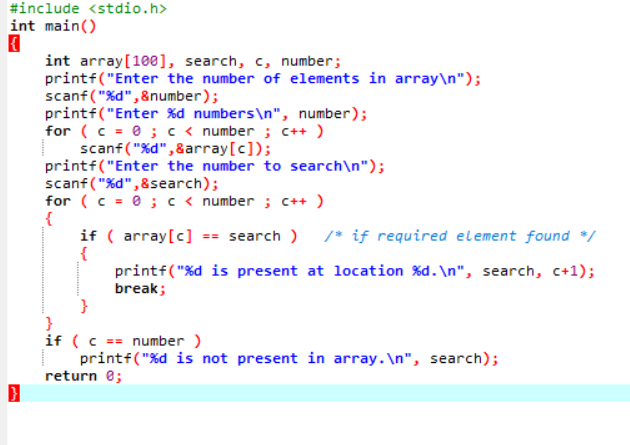 #include <stdio.h>
int main()
{
    int array[100], search, c, number;
    printf("Enter the number of elements in array\n");
    scanf("%d",&number);
    printf("Enter %d numbers\n", number);
    for ( c = 0 ; c < number ; c++ )
        scanf("%d",&array[c]);
    printf("Enter the number to search\n");
    scanf("%d",&search);
    for ( c = 0 ; c < number ; c++ )
    {
        if ( array[c] == search )   /* if required element found */
        {
            printf("%d is present at location %d.\n", search, c+1);
            break;
        }
    }
    if ( c == number )
        printf("%d is not present in array.\n", search);
    return 0;
}